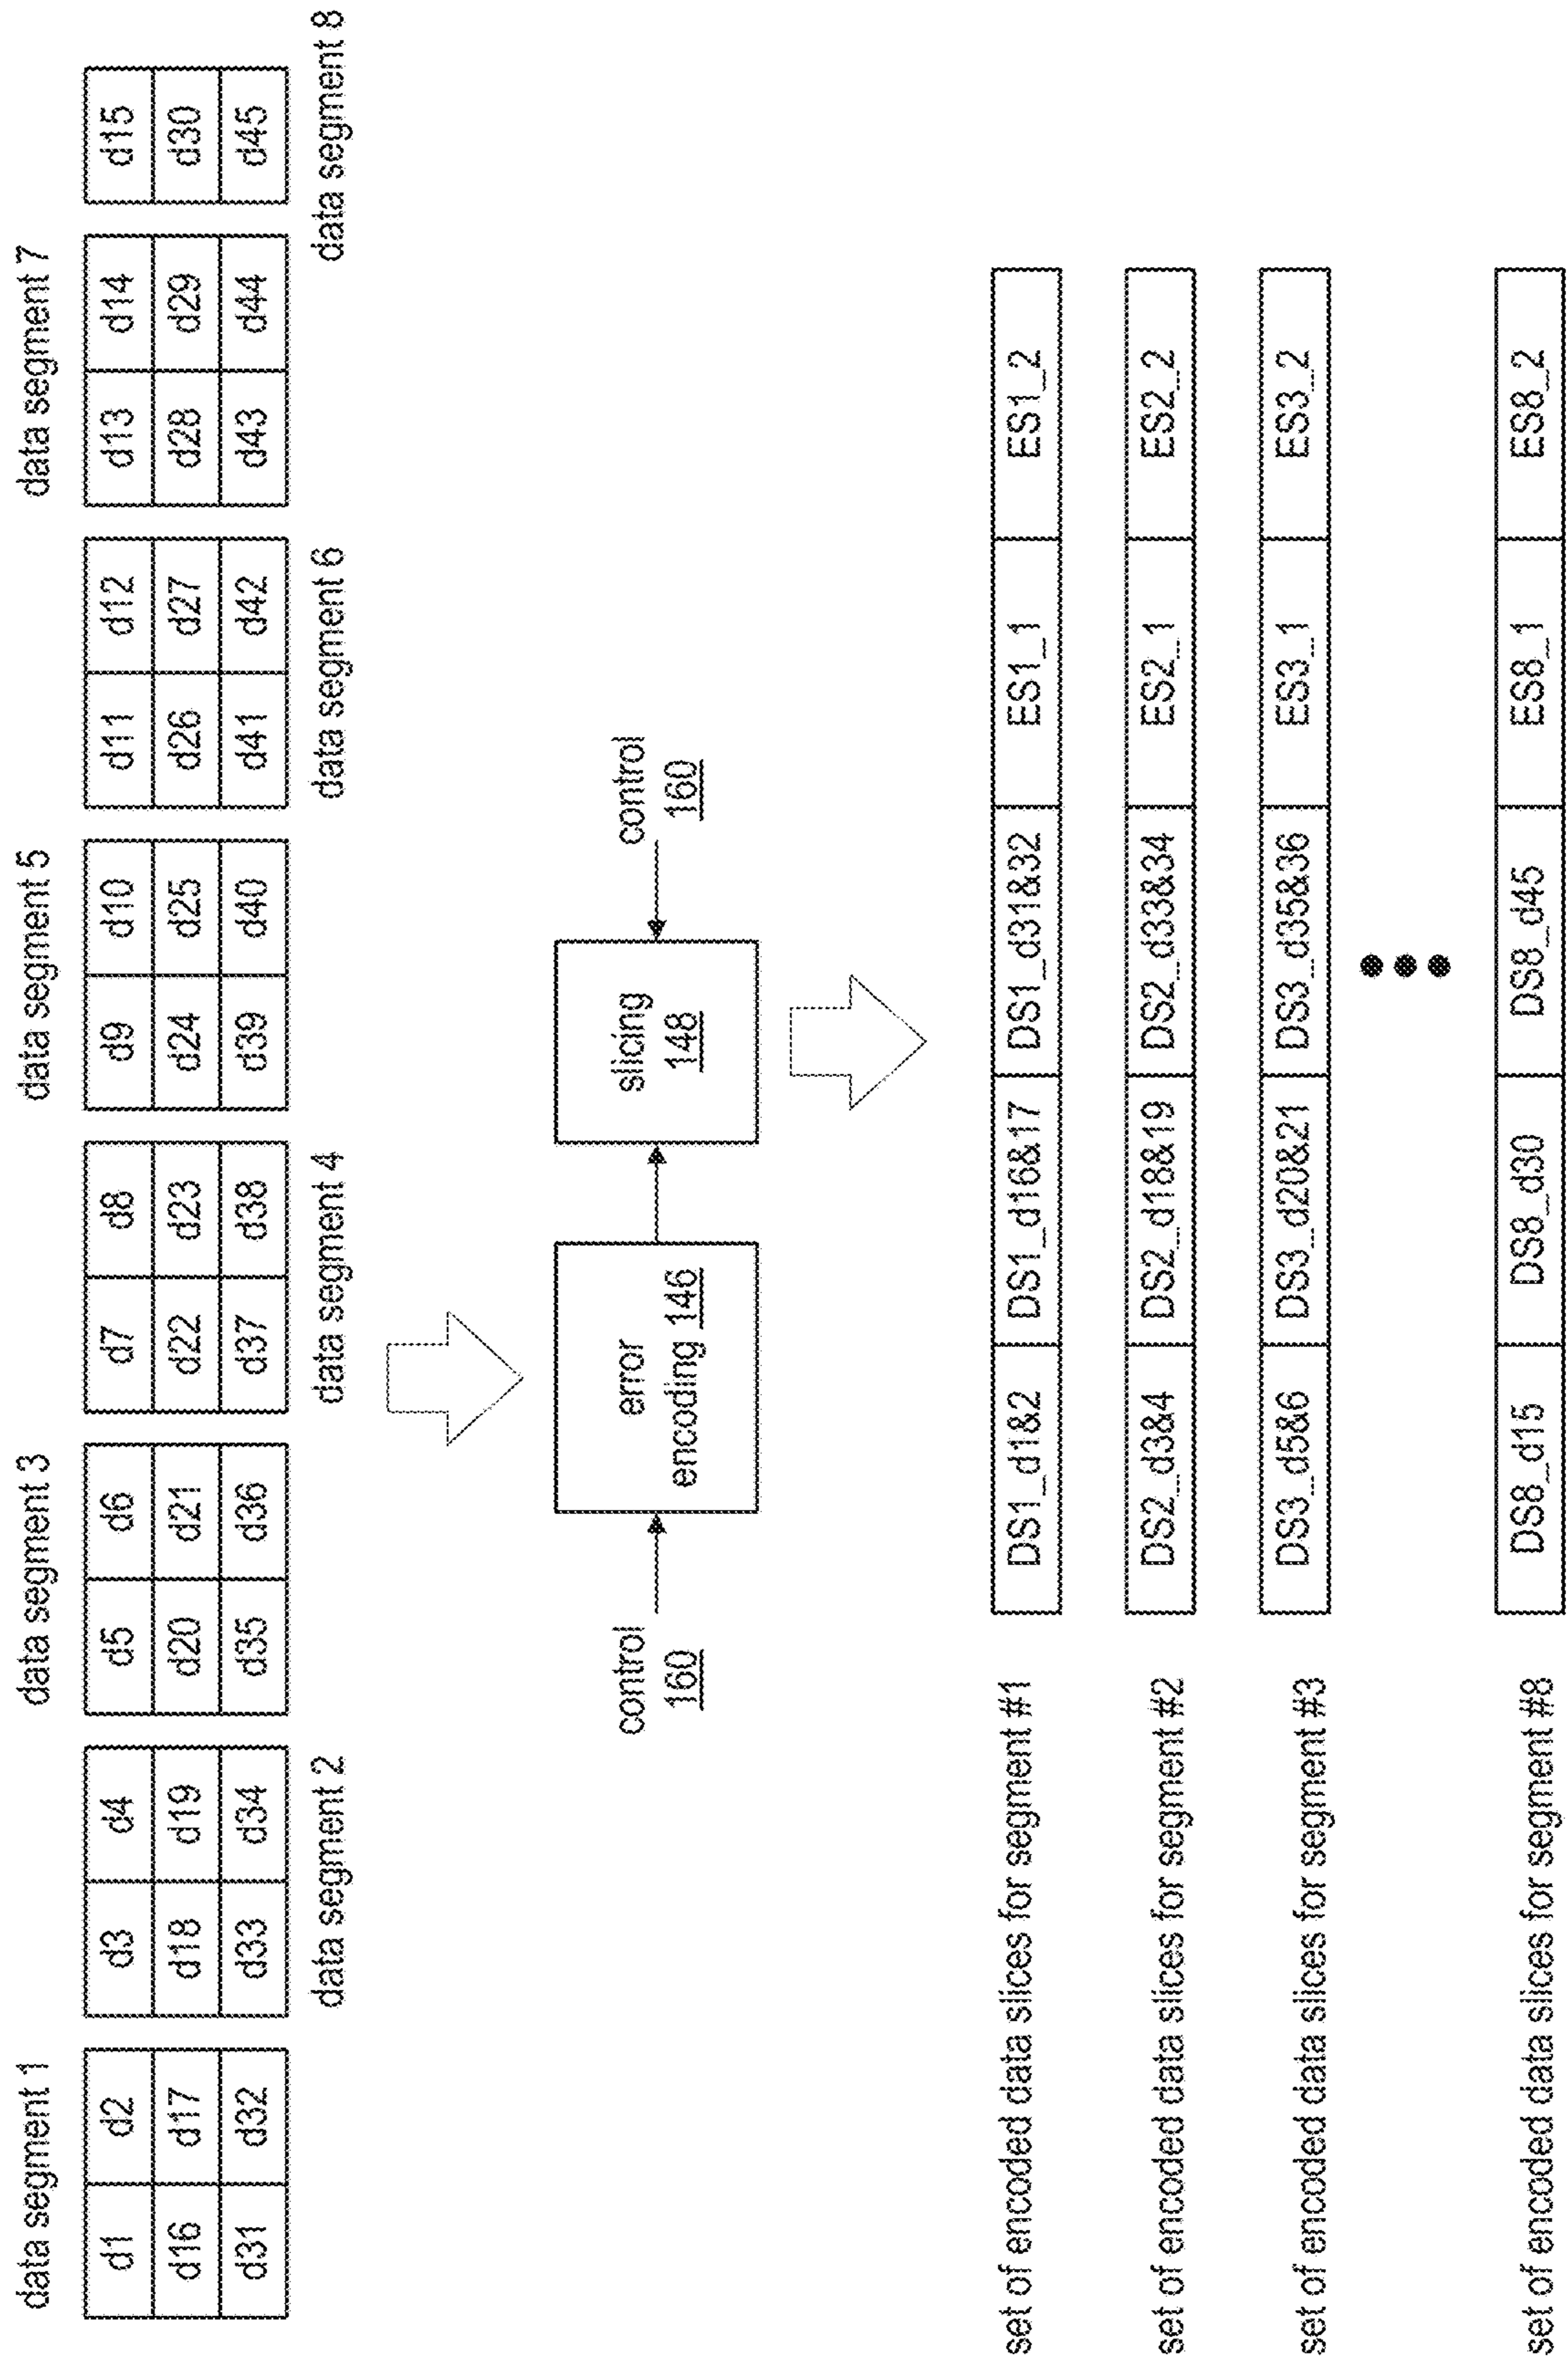 data segment 1
data segment 3
data segment 5
data segment 7
d1 d2 d3 d4 d5 d6 d7 d8 d9 d10 d11 d12 d13 d14 d15
d16 d17 d18 d19 d20 d21 d22 d23 d24 d25 d26 d27 d28 d29 d30
d31 d32 d33 d34 d35 d36 d37 d38 d39 d40 d41 d42 d43 d44 d45
data segment 2
data segment 4
data segment 6
data segment 8
control
160
error
encoding 146
slicing
148
control
160
set of encoded data slices for segment #1
DS1_d1&2 DS1_d16&17 DS1_d31&32 ES1_1 ES1_2
set of encoded data slices for segment #2
DS2_d3&4 DS2_d18&19 DS2_d33&34 ES2_1 ES2_2
set of encoded data slices for segment #3
DS3_d5&6 DS3_d20&21 DS3_d35&36 ES3_1 ES3_2
set of encoded data slices for segment #8
DS8_d15 DS8_d30 DS8_d45 ES8_1 ES8_2